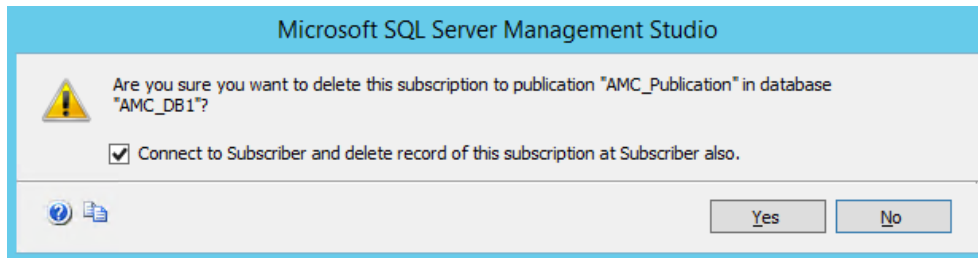 Microsoft SQL Server Management Studio
Are you sure you want to delete this subscription to publication "AMC_Publication" in database
"AMC_DB1"?
Connect to Subscriber and delete record of this subscription at Subscriber also.
Yes No